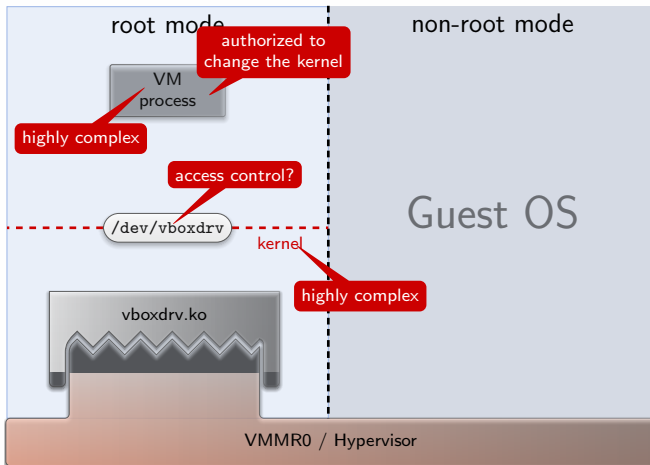 root mode
non-root mode
authorized to
change the kernel
VM
process
highly complex
access control?
/dev/vboxdrv
Guest OS
kernel
highly complex
vboxdrv.ko
VMMR0 / Hypervisor